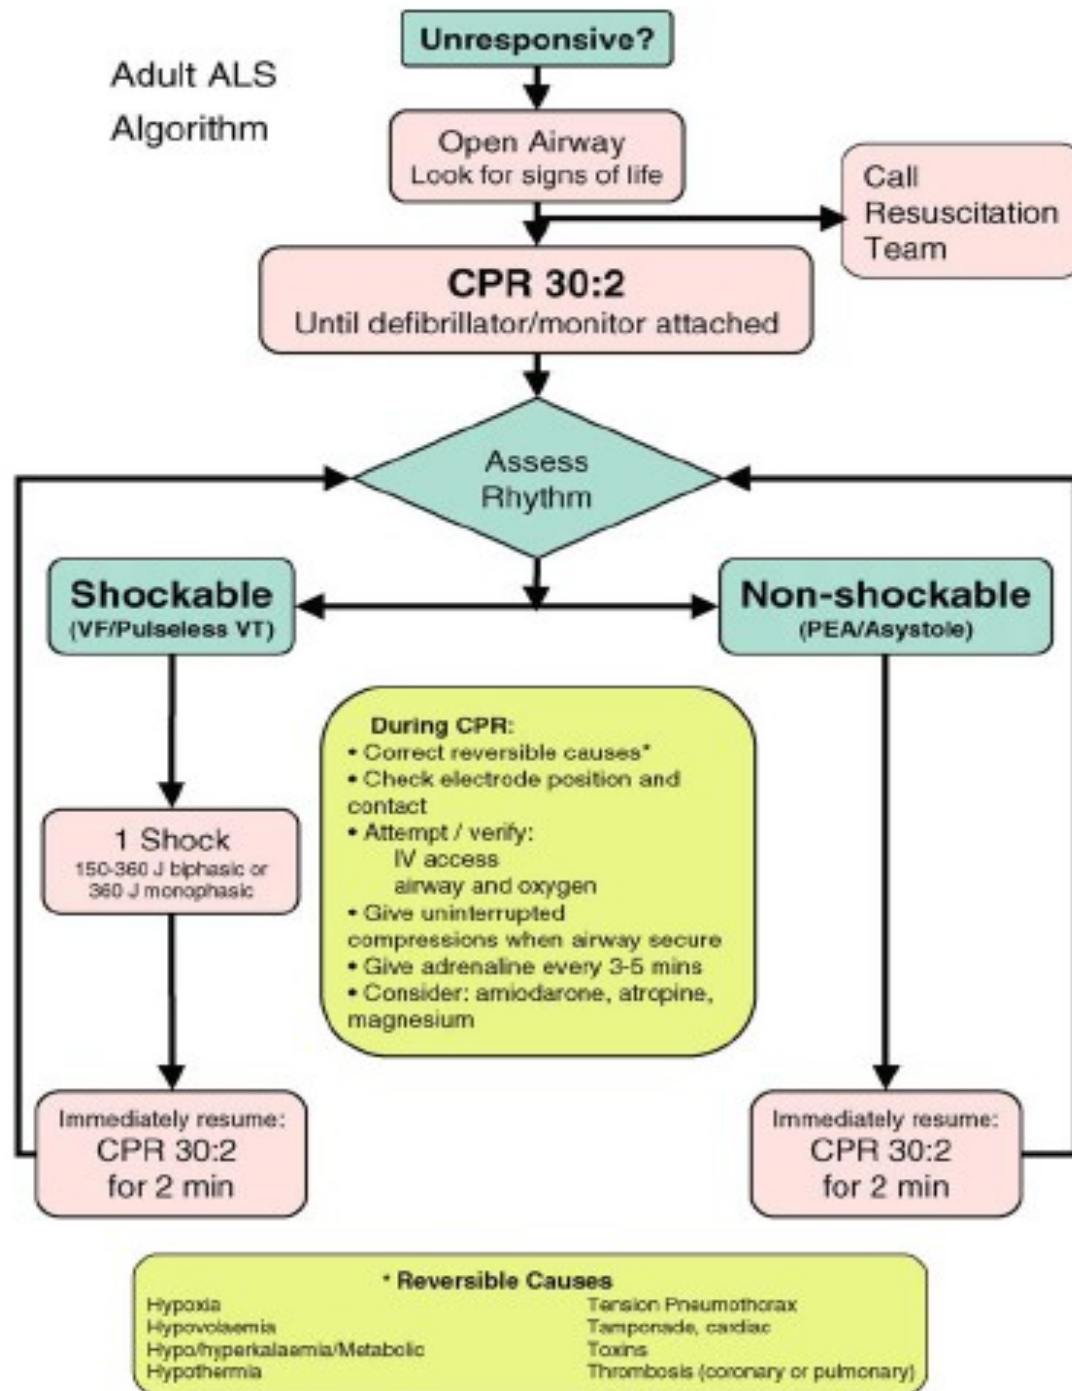 Adult ALS
Algorithm
Unresponsive?
Open Airway
Look for signs of life
Call
Resuscitation
Team
CPR 30:2
Until defibrillator/monitor attached
Assess
Rhythm
Shockable
(VF/Pulseless VT)
Non-shockable
(PEA/Asystole)
1 Shock
150-360 J biphasic or
360 J monophasic
During CPR:
• Correct reversible causes*
• Check electrode position and
contact
• Attempt / verify:
IV access
airway and oxygen
• Give uninterrupted
compressions when airway secure
• Give adrenaline every 3-5 mins
• Consider: amiodarone, atropine,
magnesium
Immediately resume:
CPR 30:2
for 2 min
Immediately resume:
CPR 30:2
for 2 min
* Reversible Causes
Hypoxia
Hypovolaemia
Hypo/hyperkalaemia/Metabolic
Hypothermia
Tension Pneumothorax
Tamponade, cardiac
Toxins
Thrombosis (coronary or pulmonary)